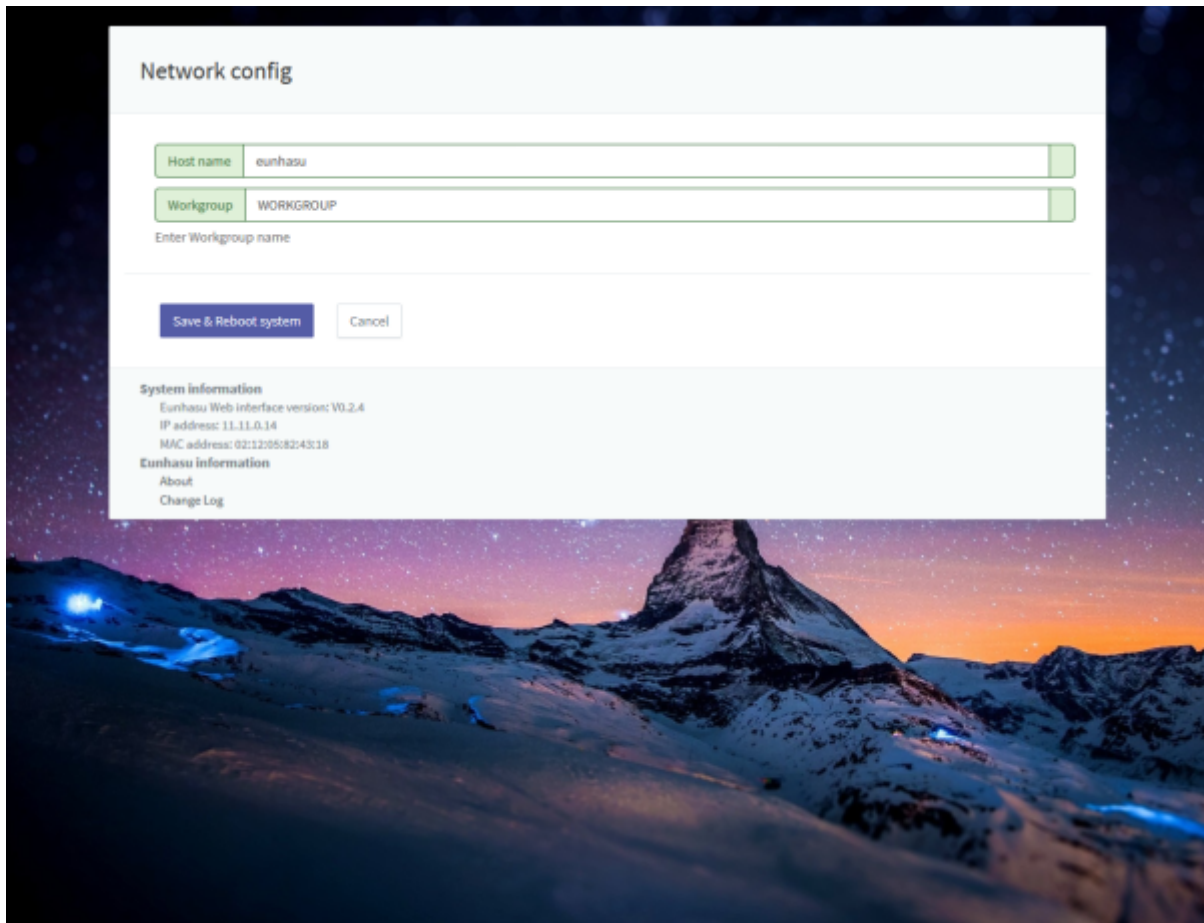 Network config
Host name eunhasu
Workgroup WORKGROUP
Enter Workgroup name
Save & Reboot system Cancel
System information
Eunhasu Web interface version: V0.2.4
IP address: 11.11.0.14
MAC address: 02:12:05:82:43:18
Eunhasu information
About
Change Log